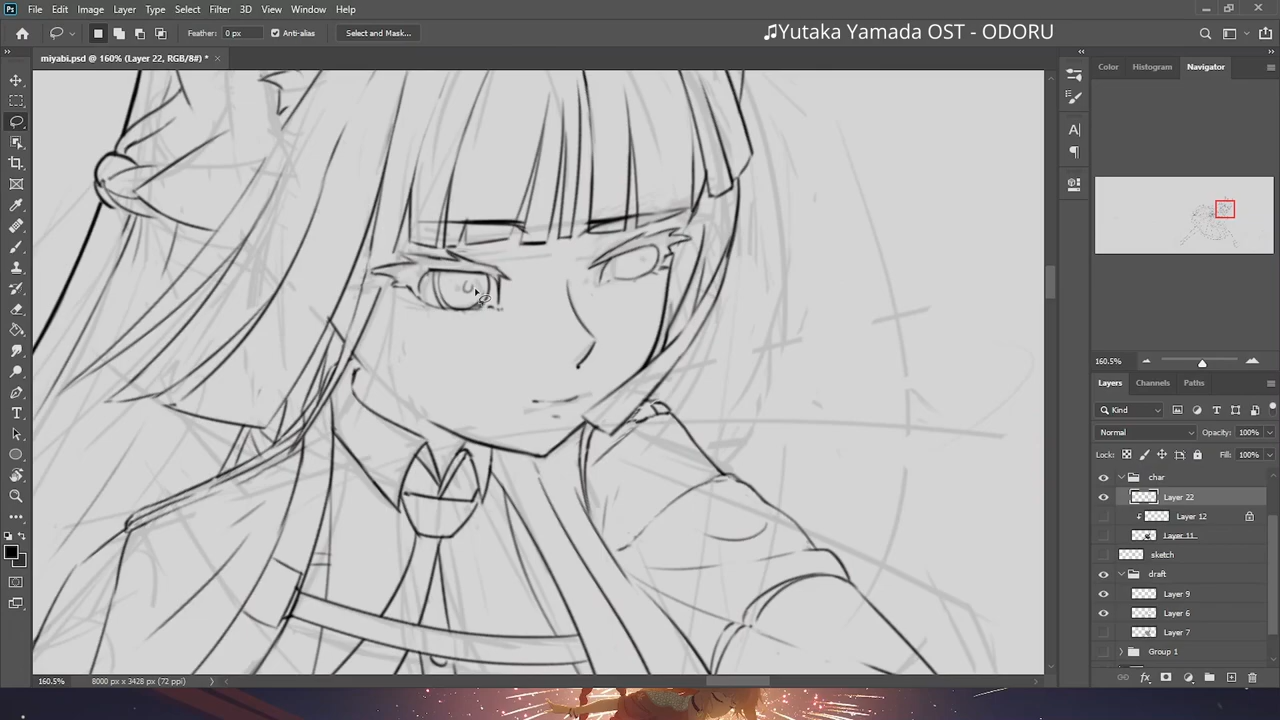 Ps File Edit Image Layer Type Select Filter 3D View Window Help
Feather: 0 px Anti-alias Select and Mask...
♫Yutaka Yamada OST - ODORU
miyabi.psd @ 160% (Layer 22, RGB/8#) * ×
Color Histogram Navigator
160.5%
Layers Channels Paths
Kind
Normal Opacity: 100%
Lock: Fill: 100%
char
Layer 22
Layer 12
Layer 11
sketch
draft
Layer 9
Layer 6
Layer 7
Group 1
160.5% 8000 px x 3428 px (72 ppi)